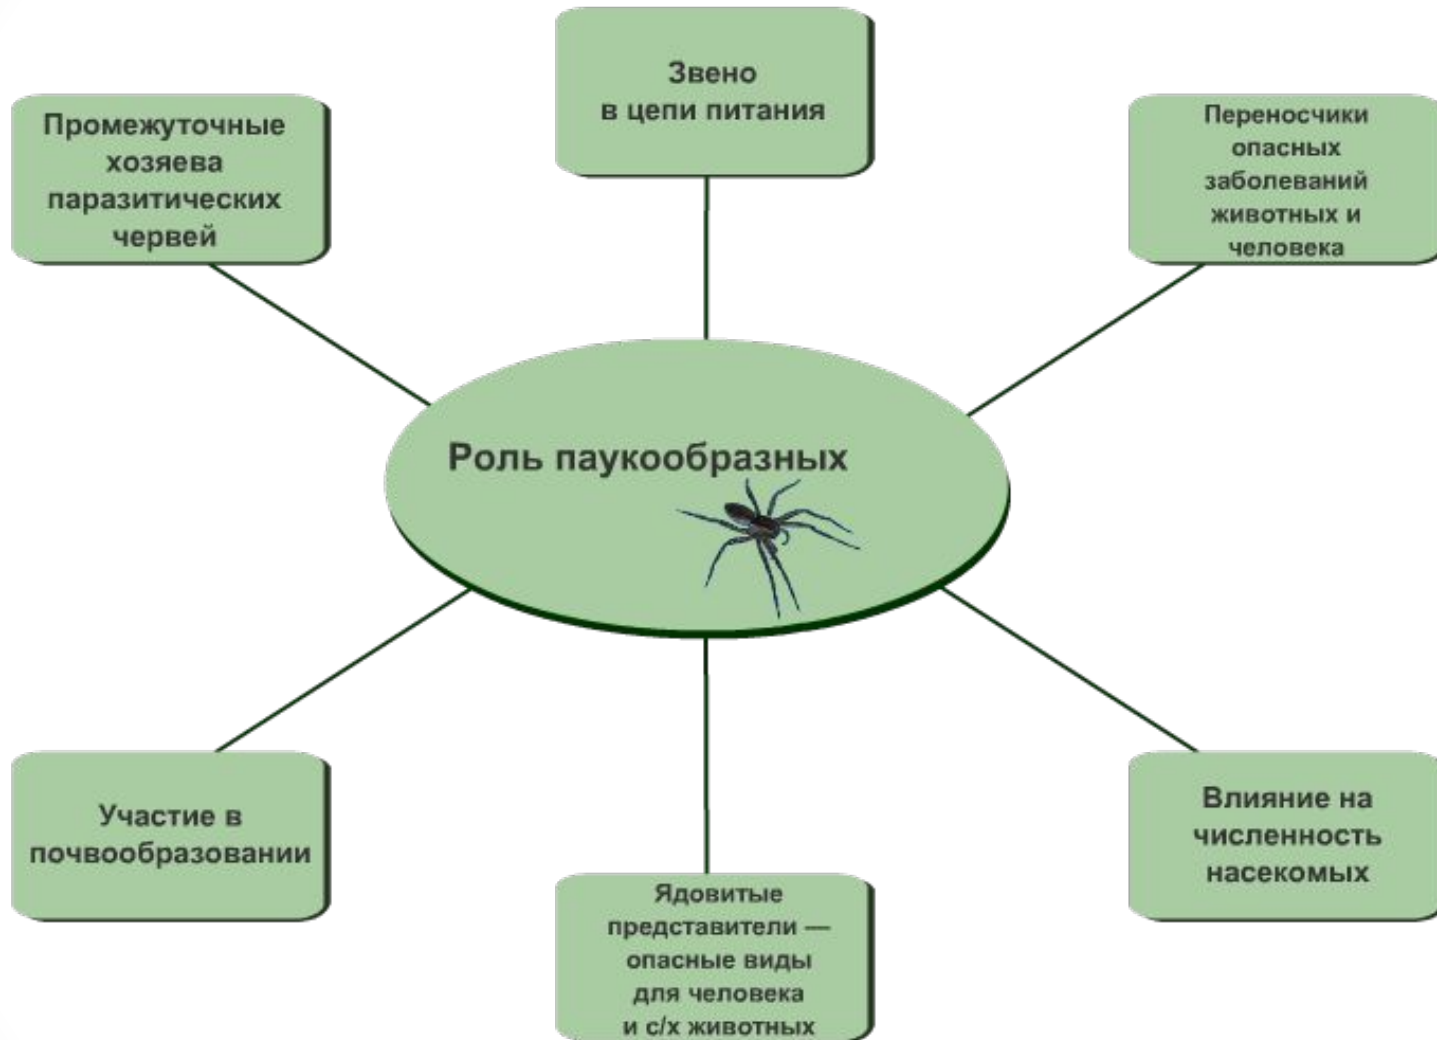 Звено
в цепи питания
Промежуточные
хозяева
паразитических
червей
Переносчики
опасных
заболеваний
животных и
человека
Роль паукообразных
Участие в
почвообразовании
Влияние на
численность
насекомых
Ядовитые
представители —
опасные виды
для человека
и с/х животных